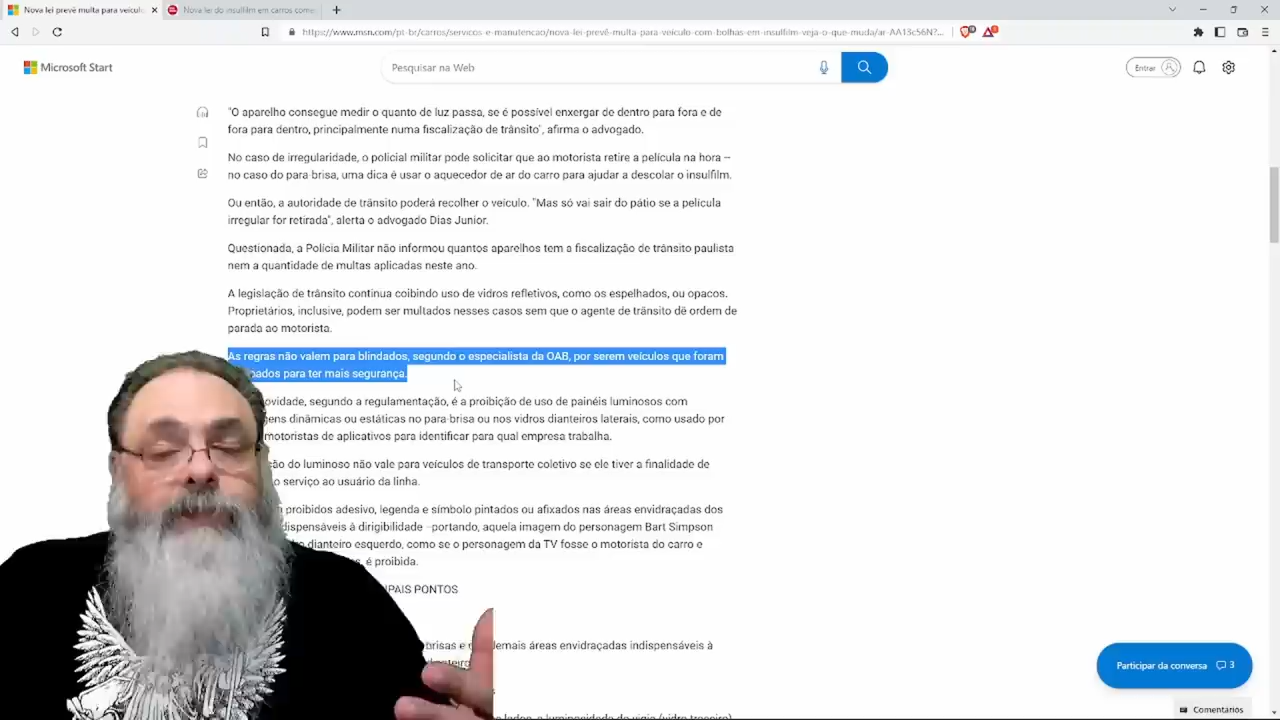 Nova lei prevê multa para veículo
Nova lei do insulfilm em carros come
https://www.msn.com/pt-br/carros/servicos-e-manutencao/nova-lei-prevê-multa-para-veículo-com-bolhas-em-insulfilm-veja-o-que-muda/ar-AA13c56N?...
Microsoft Start
Pesquisar na Web
Entrar
"O aparelho consegue medir o quanto de luz passa, se é possível enxergar de dentro para fora e de
fora para dentro, principalmente numa fiscalização de trânsito", afirma o advogado.
No caso de irregularidade, o policial militar pode solicitar que ao motorista retire a película na hora --
no caso do para-brisa, uma dica é usar o aquecedor de ar do carro para ajudar a descolar o insulfilm.
Ou então, a autoridade de trânsito poderá recolher o veículo. "Mas só vai sair do pátio se a película
irregular for retirada", alerta o advogado Dias Junior.
Questionada, a Polícia Militar não informou quantos aparelhos tem a fiscalização de trânsito paulista
nem a quantidade de multas aplicadas neste ano.
A legislação de trânsito continua coibindo uso de vidros refletivos, como os espelhados, ou opacos.
Proprietários, inclusive, podem ser multados nesses casos sem que o agente de trânsito dê ordem de
parada ao motorista.
As regras não valem para blindados, segundo o especialista da OAB, por serem veículos que foram
pados para ter mais segurança.
ovidade, segundo a regulamentação, é a proibição de uso de painéis luminosos com
gens dinâmicas ou estáticas no para-brisa ou nos vidros dianteiros laterais, como usado por
motoristas de aplicativos para identificar para qual empresa trabalha.
ão do luminoso não vale para veículos de transporte coletivo se ele tiver a finalidade de
o serviço ao usuário da linha.
proibidos adesivo, legenda e símbolo pintados ou afixados nas áreas envidraçadas dos
dispensáveis à dirigibilidade --portando, aquela imagem do personagem Bart Simpson
dianteiro esquerdo, como se o personagem da TV fosse o motorista do carro e
é proibida.
IPAIS PONTOS
brisas e demais áreas envidraçadas indispensáveis à
Participar da conversa 3
Comentários